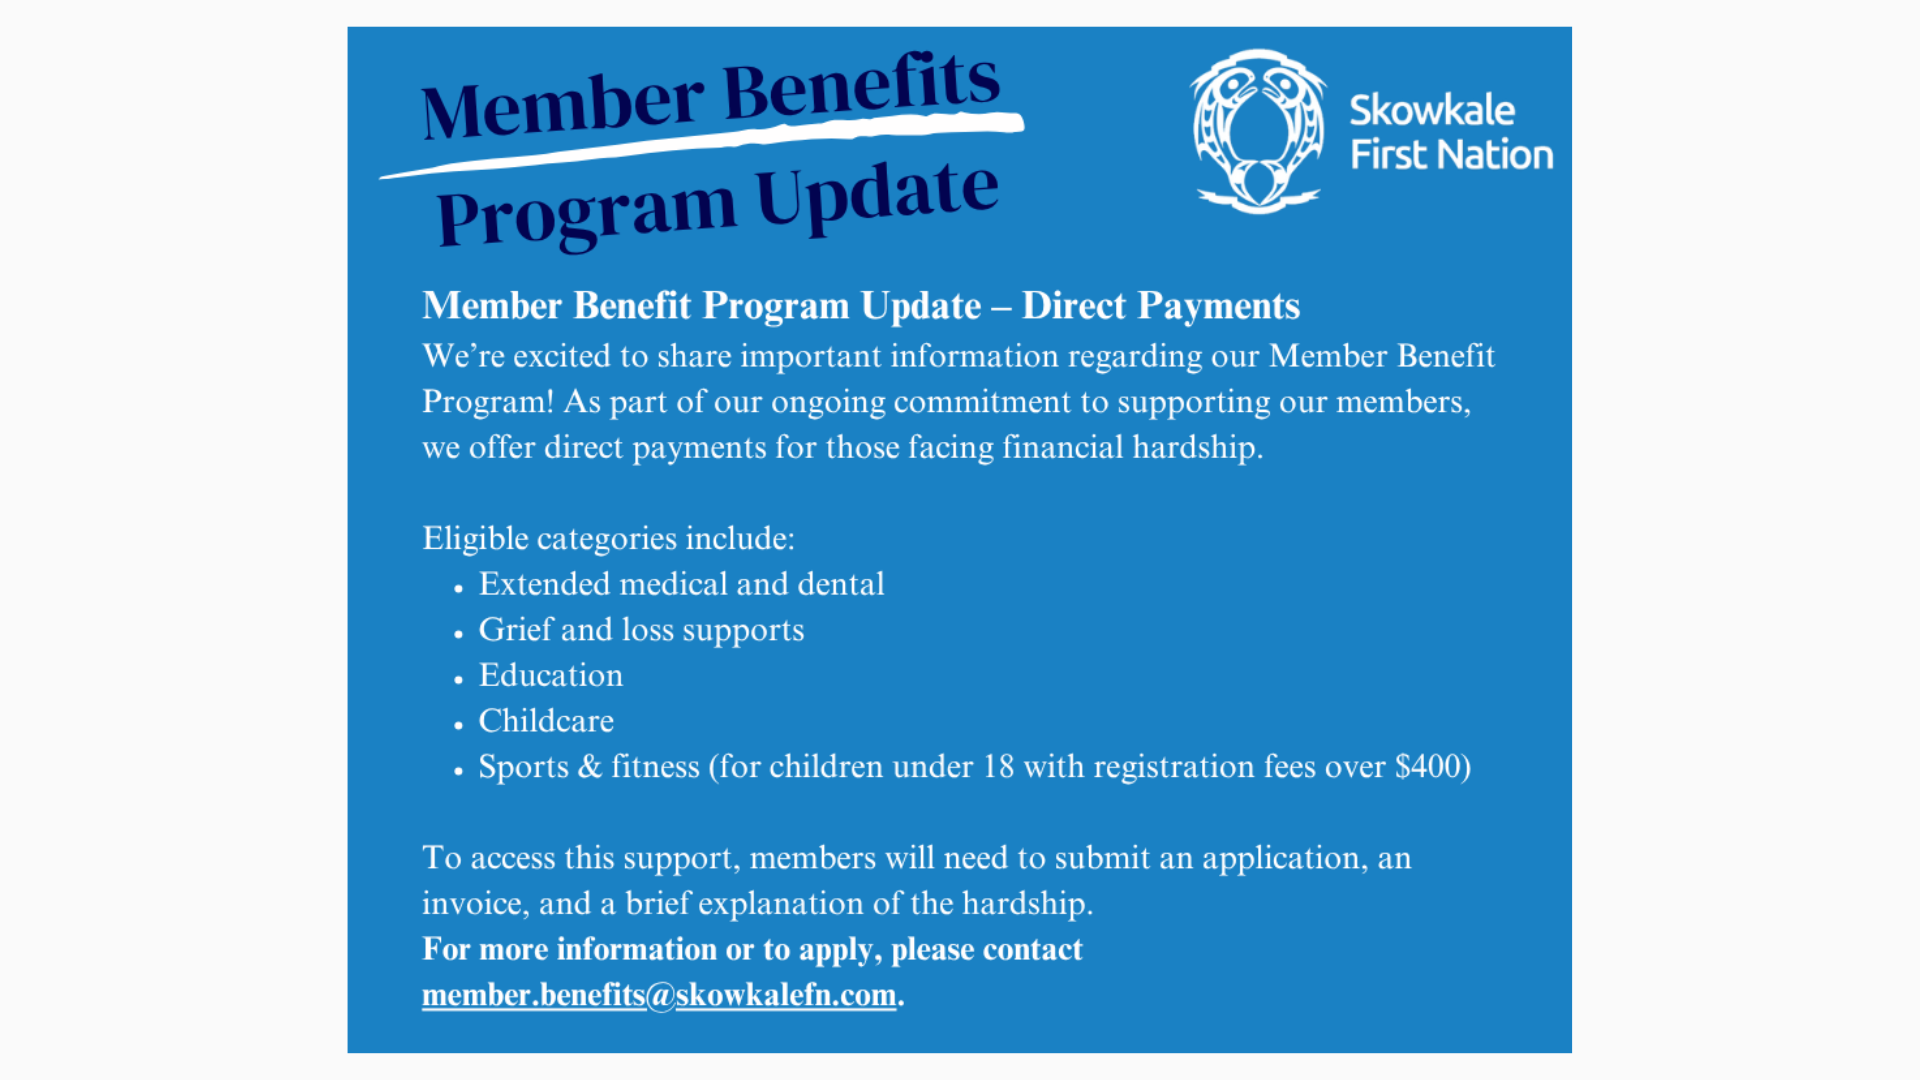 Member Benefits
Program Update
Skowkale
First Nation
Member Benefit Program Update – Direct Payments
We’re excited to share important information regarding our Member Benefit
Program! As part of our ongoing commitment to supporting our members,
we offer direct payments for those facing financial hardship.
Eligible categories include:
• Extended medical and dental
• Grief and loss supports
• Education
• Childcare
• Sports & fitness (for children under 18 with registration fees over $400)
To access this support, members will need to submit an application, an
invoice, and a brief explanation of the hardship.
For more information or to apply, please contact
member.benefits@skowkalefn.com.